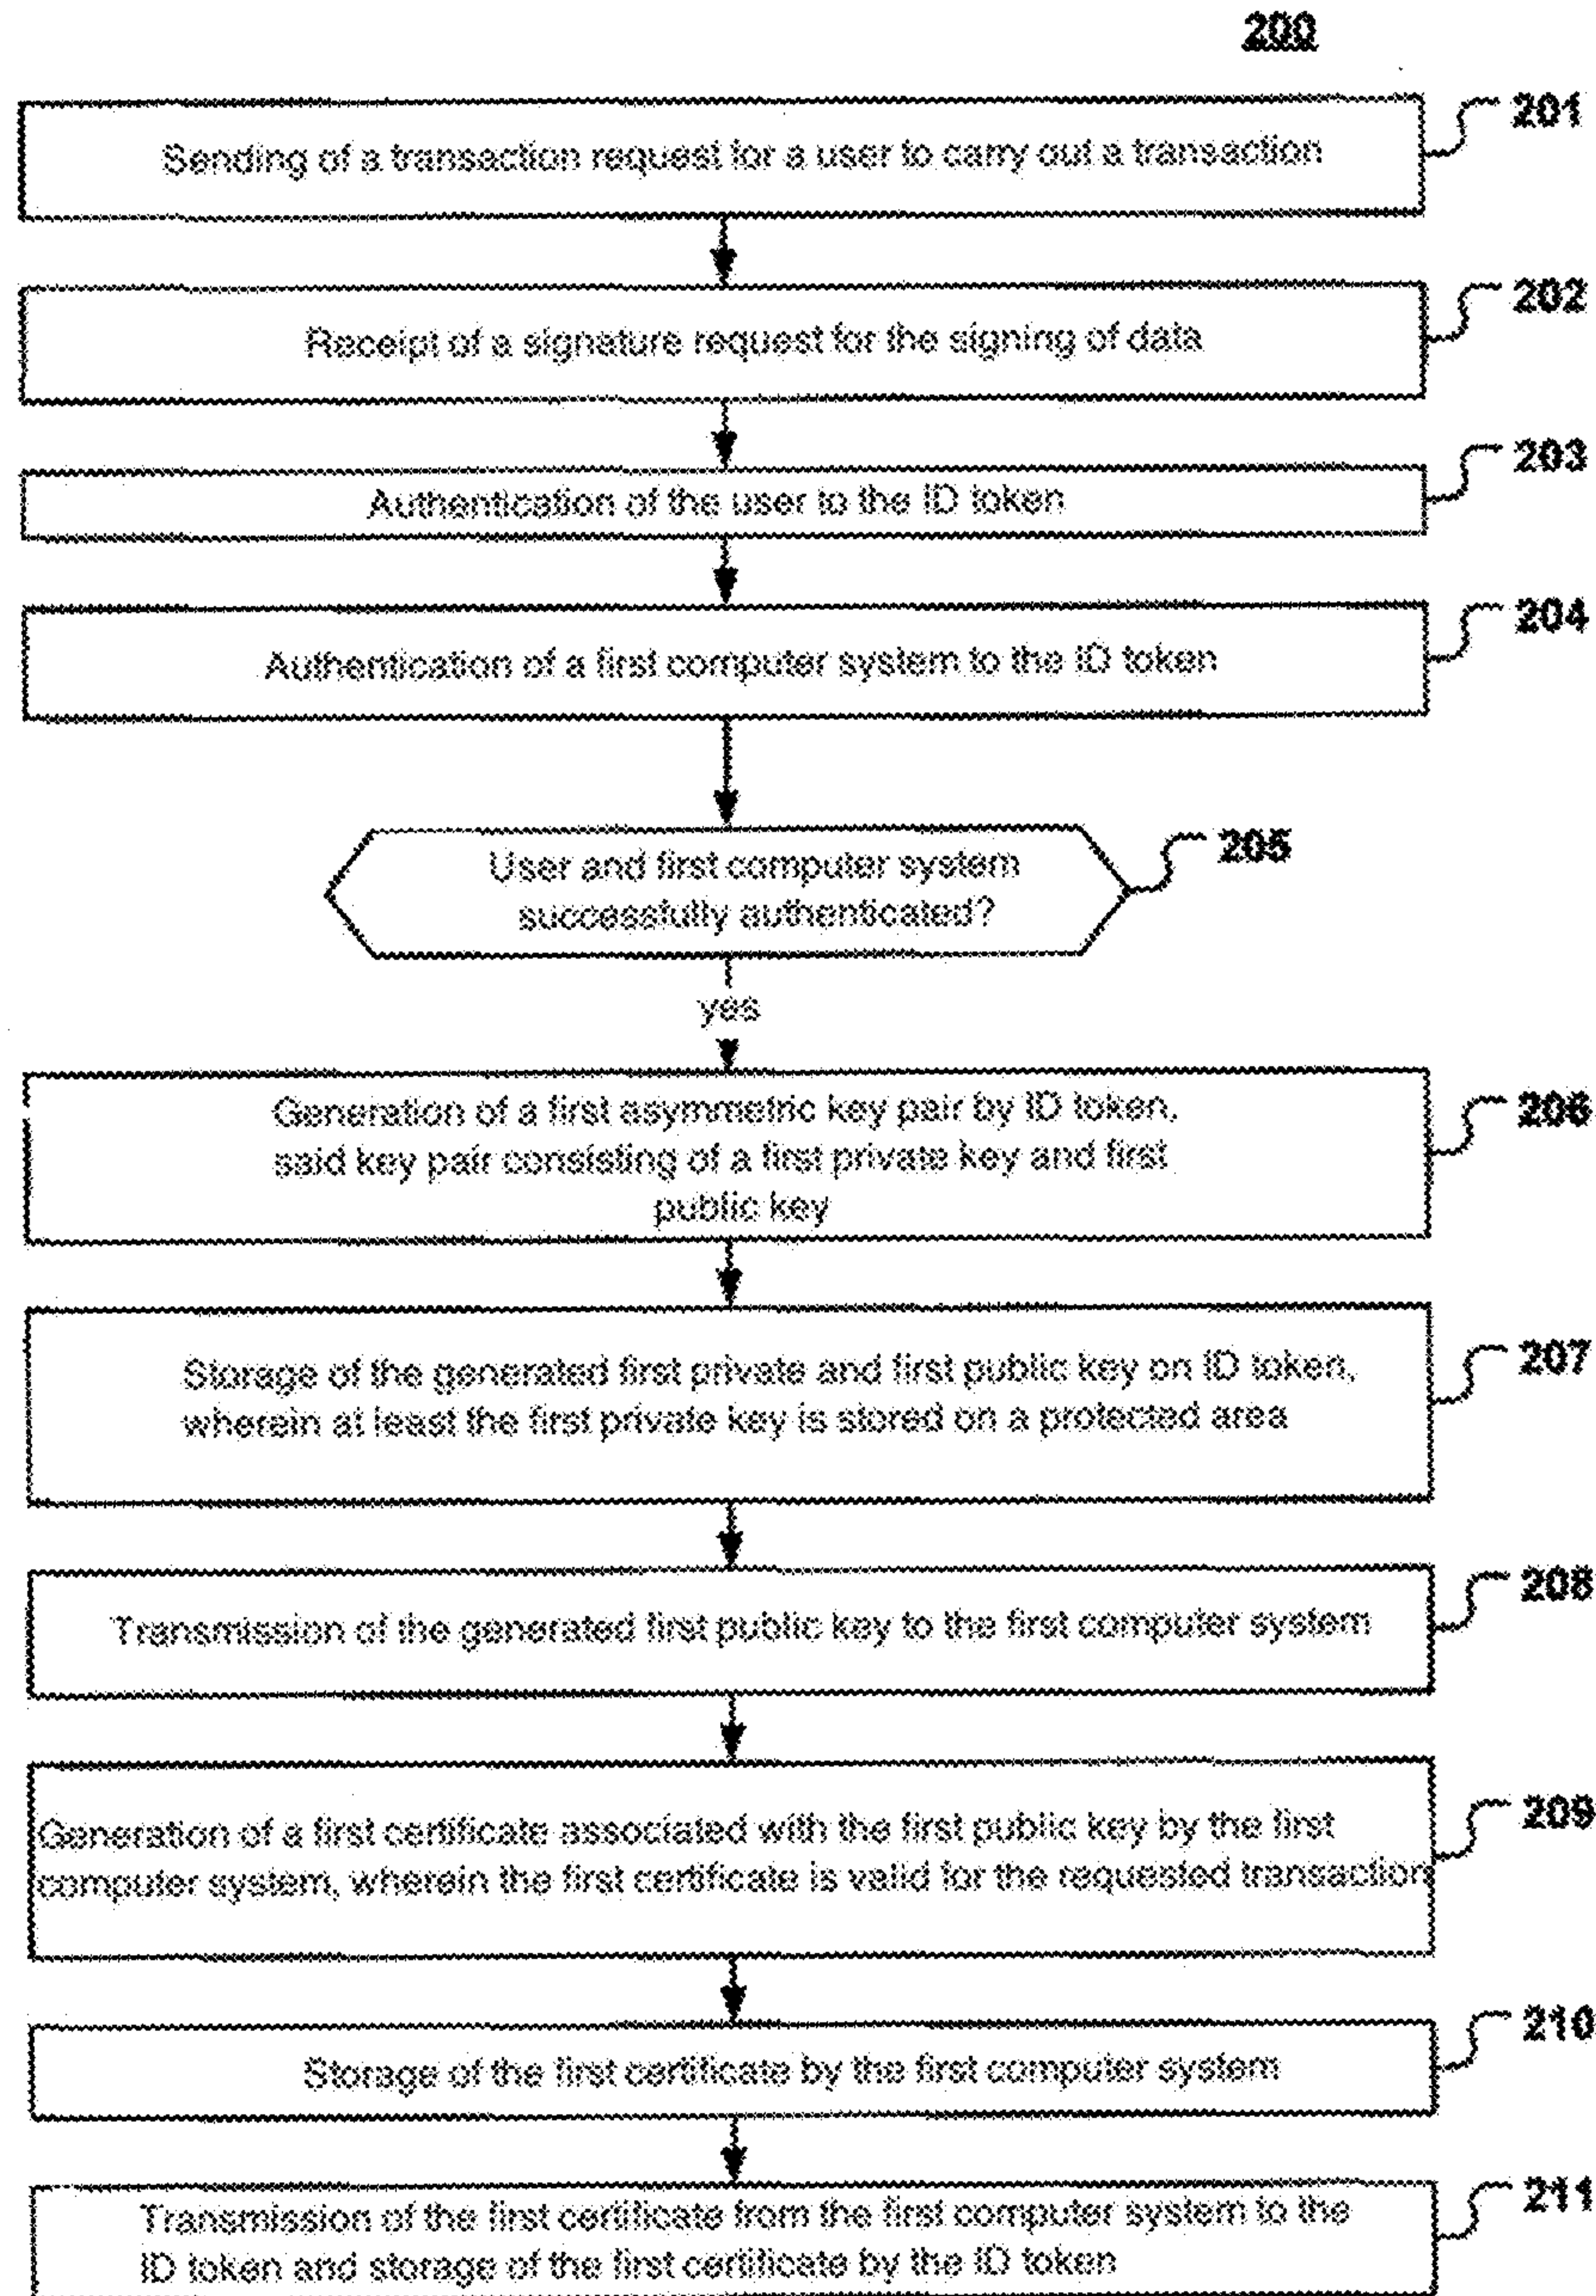 200
Sending of a transaction request for a user to carry out a transaction
201
Receipt of a signature request for the signing of data
202
Authentication of the user to the ID token
203
Authentication of a first computer system to the ID token
204
User and first computer system
successfully authenticated?
205
yes
Generation of a first asymmetric key pair by ID token,
said key pair consisting of a first private key and first
public key
206
Storage of the generated first private and first public key on ID token,
wherein at least the first private key is stored on a protected area
207
Transmission of the generated first public key to the first computer system
208
Generation of a first certificate associated with the first public key by the first
computer system, wherein the first certificate is valid for the requested transaction
209
Storage of the first certificate by the first computer system
210
Transmission of the first certificate from the first computer system to the
ID token and storage of the first certificate by the ID token
211